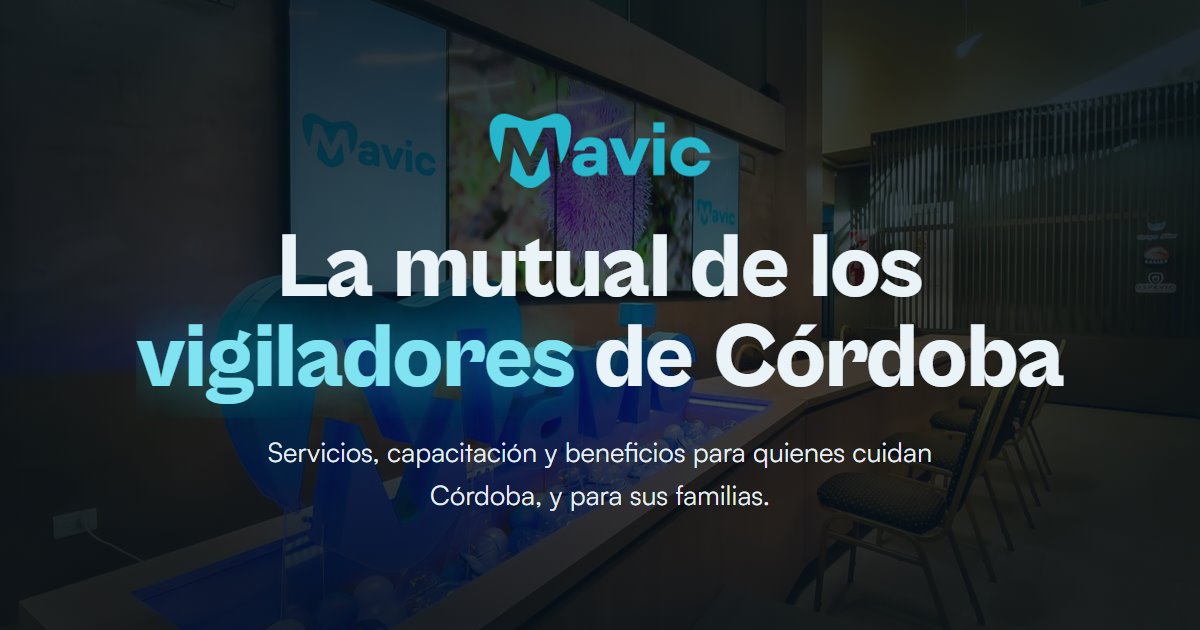 Mavic
Mavic
Mavic
La mutual de los
vigiladores de Córdoba
Mavic
Servicios, capacitación y beneficios para quienes cuidan
Córdoba, y para sus familias.